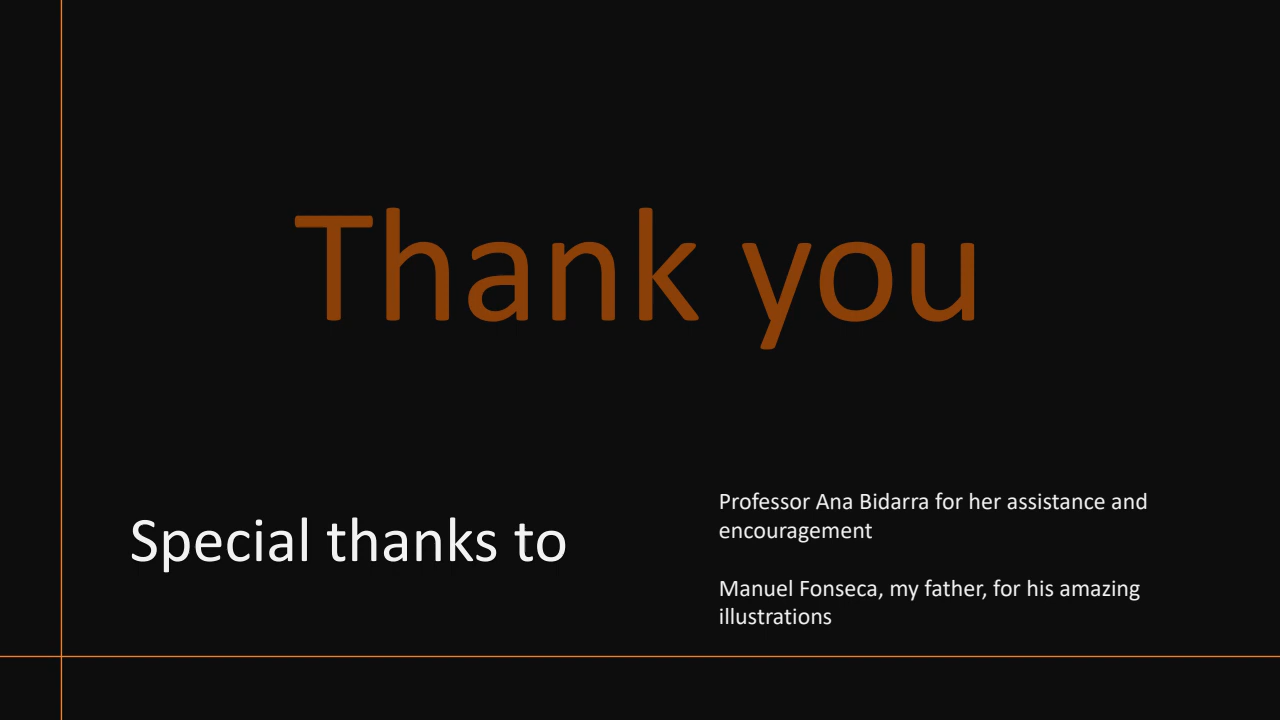 Thank you
Special thanks to
Professor Ana Bidarra for her assistance and
encouragement
Manuel Fonseca, my father, for his amazing
illustrations